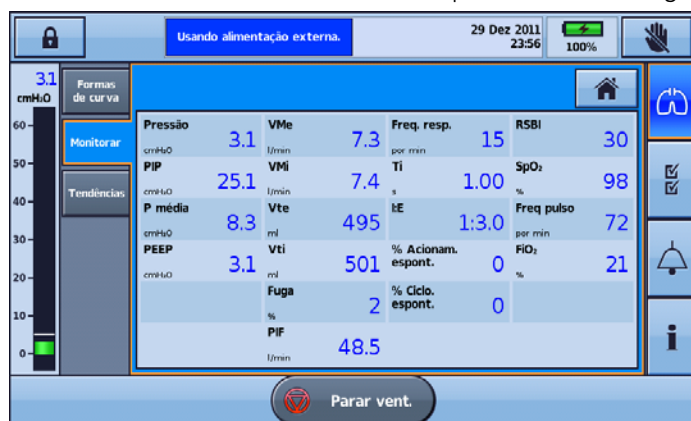 Usando alimentação externa.
29 Dez 2011
23:56
100%
3.1
cmH₂O
60
50
40
30
20
10
0
Formas
de curva
Monitorar
Tendências
Pressão
cmH₂O
3.1
VMe
l/min
7.3
Freq. resp.
por min
15
RSBI
30
PIP
cmH₂O
25.1
VMi
l/min
7.4
Ti
s
1.00
SpO₂
%
98
P média
cmH₂O
8.3
Vte
ml
495
I:E
1:3.0
Freq pulso
por min
72
PEEP
cmH₂O
3.1
Vti
ml
501
% Acionam.
espont.
0
FiO₂
%
21
Fuga
%
2
% Ciclo.
espont.
0
PIF
l/min
48.5
Parar vent.